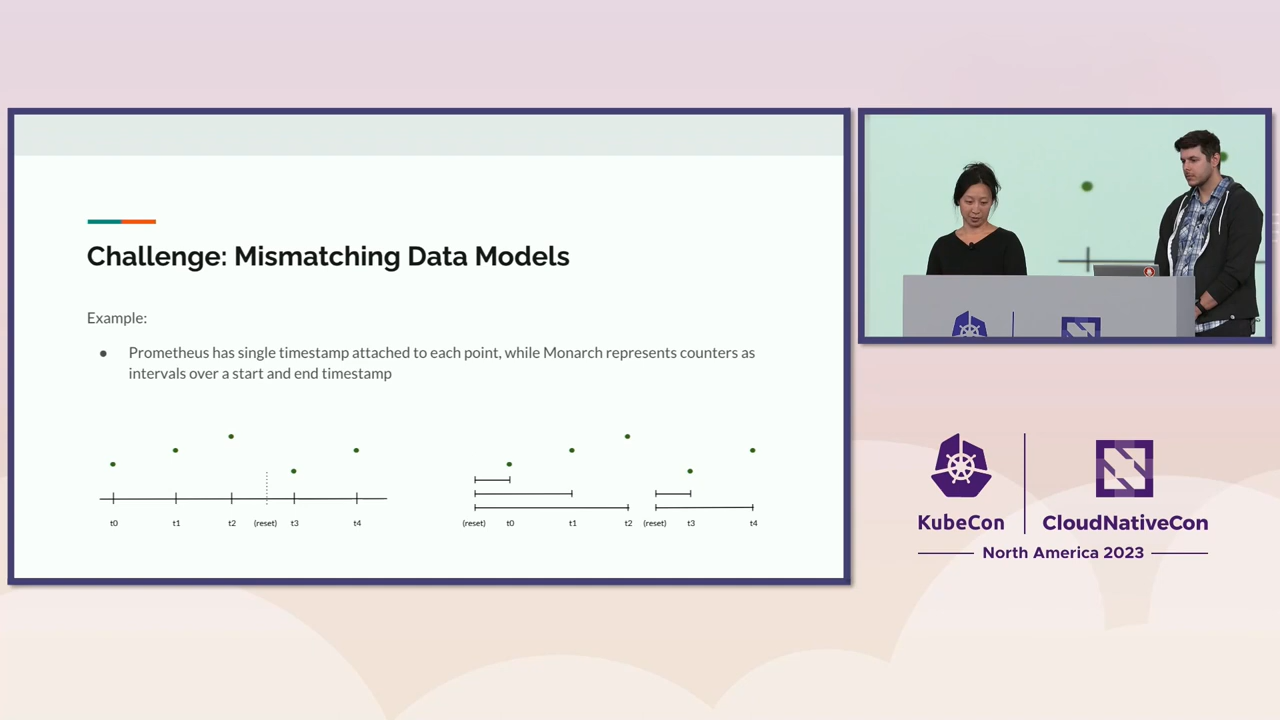 Challenge: Mismatching Data Models
Example:
● Prometheus has single timestamp attached to each point, while Monarch represents counters as
intervals over a start and end timestamp
t0 t1 t2 (reset) t3 t4
(reset) t0 t1 t2 (reset) t3 t4
KubeCon CloudNativeCon
North America 2023